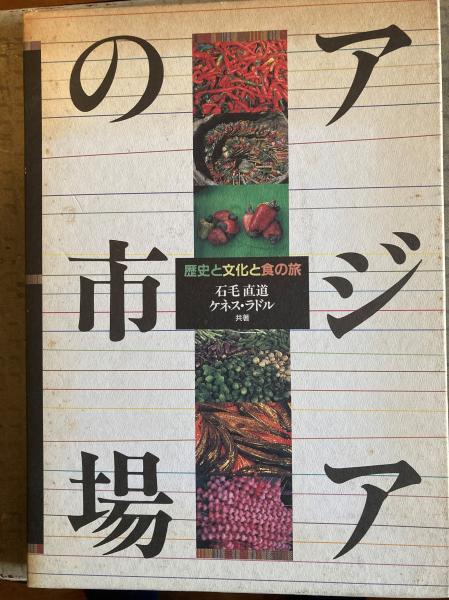 アジア
の市場
歴史と文化と食の旅
石毛 直道
ケネス・ラドル
共著